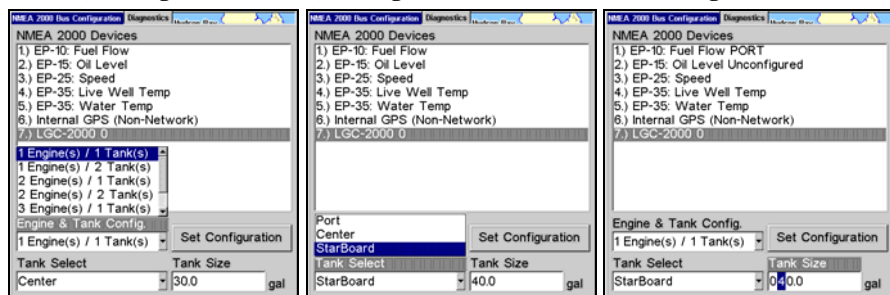 NMEA 2000 Bus Configuration Diagnostics
NMEA 2000 Devices
1.) EP-10: Fuel Flow
2.) EP-15: Oil Level
3.) EP-25: Speed
4.) EP-35: Live Well Temp
5.) EP-35: Water Temp
6.) Internal GPS (Non-Network)
7.) LGC-2000 0
1 Engine(s) / 1 Tank(s)
1 Engine(s) / 2 Tank(s)
2 Engine(s) / 1 Tank(s)
2 Engine(s) / 2 Tank(s)
3 Engine(s) / 1 Tank(s)
Engine & Tank Config.
1 Engine(s) / 1 Tank(s) Set Configuration
Tank Select Tank Size
Center 30.0 gal
NMEA 2000 Bus Configuration Diagnostics
NMEA 2000 Devices
1.) EP-10: Fuel Flow
2.) EP-15: Oil Level
3.) EP-25: Speed
4.) EP-35: Live Well Temp
5.) EP-35: Water Temp
6.) Internal GPS (Non-Network)
7.) LGC-2000 0
Port
Center
StarBoard Set Configuration
Tank Select Tank Size
StarBoard 40.0 gal
NMEA 2000 Bus Configuration Diagnostics
NMEA 2000 Devices
1.) EP-10: Fuel Flow PORT
2.) EP-15: Oil Level Unconfigured
3.) EP-25: Speed
4.) EP-35: Live Well Temp
5.) EP-35: Water Temp
6.) Internal GPS (Non-Network)
7.) LGC-2000 0
Engine & Tank Config.
1 Engine(s) / 1 Tank(s) Set Configuration
Tank Select Tank Size
StarBoard 040.0 gal